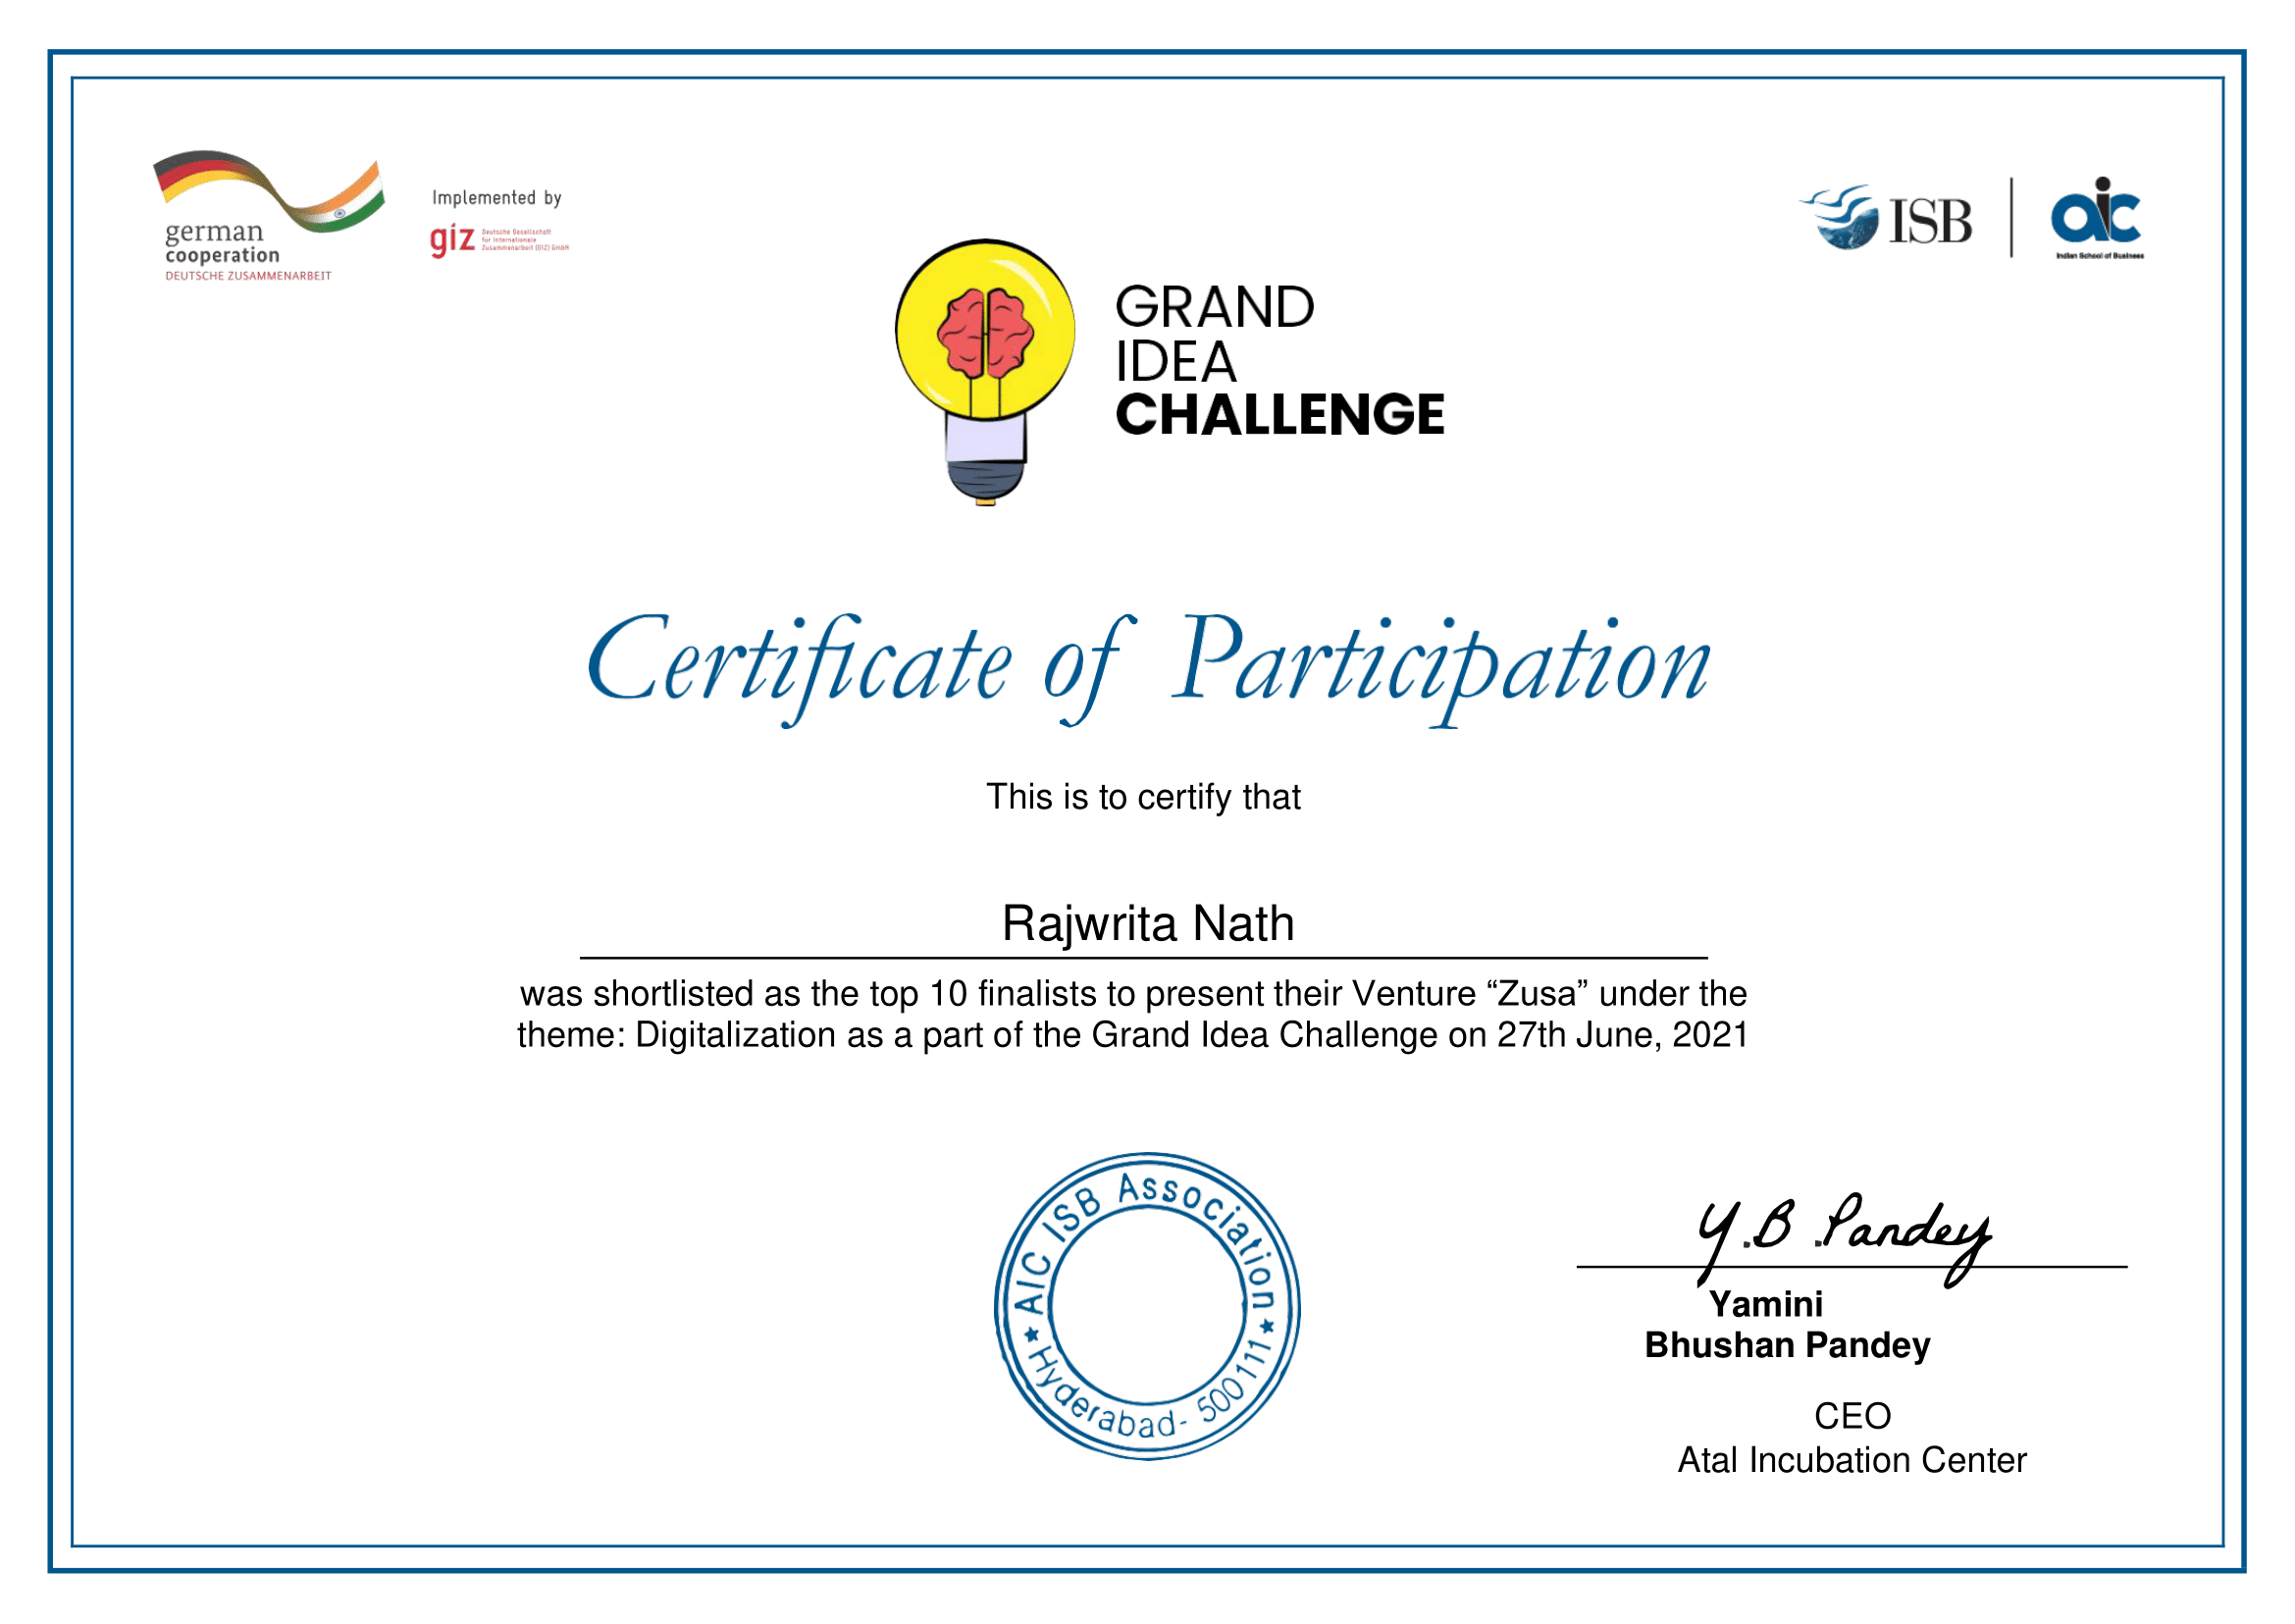 german
cooperation
DEUTSCHE ZUSAMMENARBEIT
Implemented by
giz
Deutsche Gesellschaft
für Internationale
Zusammenarbeit (GIZ) GmbH
ISB
aic
Indian School of Business
GRAND
IDEA
CHALLENGE
Certificate of Participation
This is to certify that
Rajwrita Nath
was shortlisted as the top 10 finalists to present their Venture “Zusa” under the
theme: Digitalization as a part of the Grand Idea Challenge on 27th June, 2021
AIC ISB Association
Hyderabad- 500111
Y.B.Pandey
Yamini
Bhushan Pandey
CEO
Atal Incubation Center